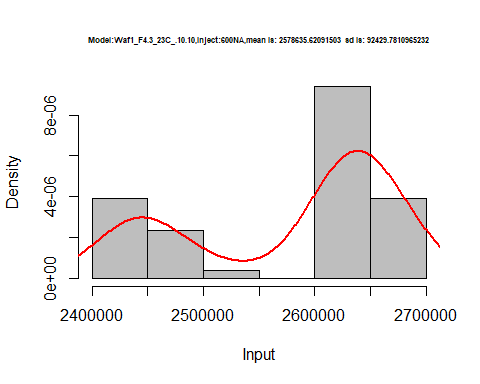 Model:Waf1_F4.3_23C_.10.10,Inject:600NA,mean is: 2578635.62091503 sd is: 92429.7810965232
Density
8e-06
4e-06
0e+00
2400000 2500000 2600000 2700000
Input